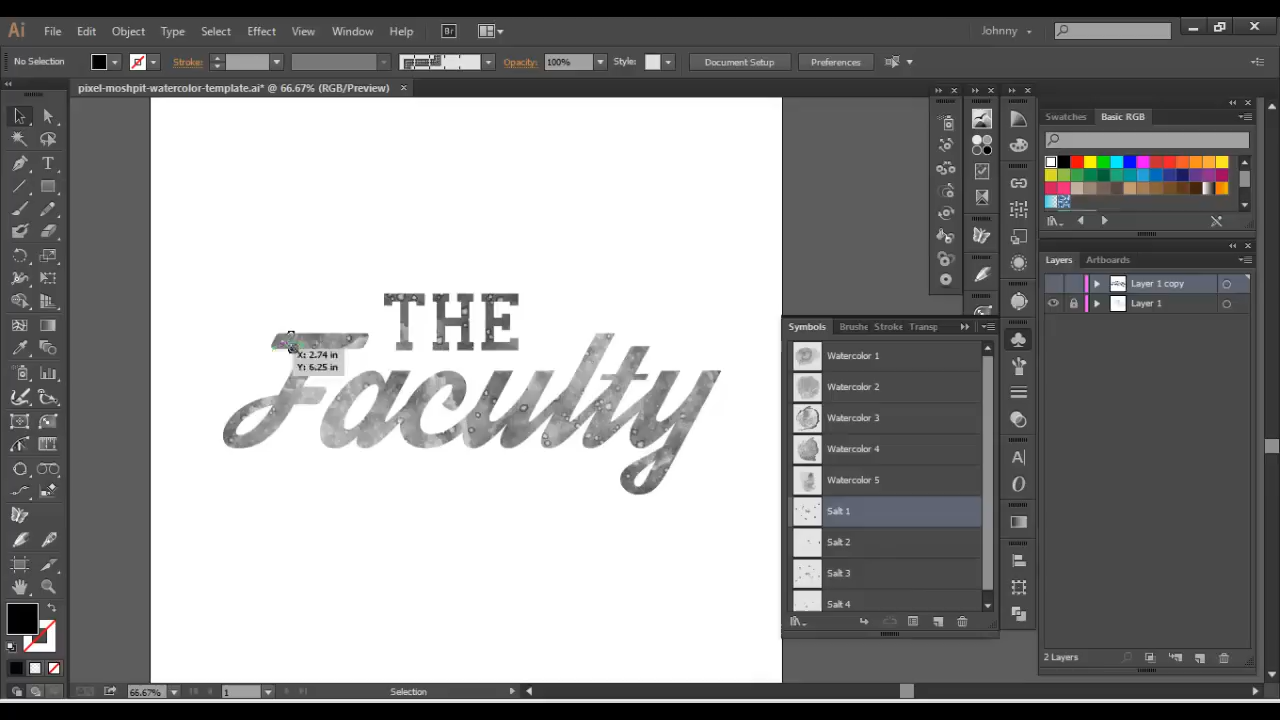 Ai File Edit Object Type Select Effect View Window Help Br Johnny
No Selection Stroke: Opacity: 100% Style: Document Setup Preferences
pixel-moshpit-watercolor-template.ai* @ 66.67% (RGB/Preview)
Swatches Basic RGB
THE
Faculty
X: 2.74 in
Y: 6.25 in
Layers Artboards
Layer 1 copy
Layer 1
Symbols Brushe Stroke Transp
Watercolor 1
Watercolor 2
Watercolor 3
Watercolor 4
Watercolor 5
Salt 1
Salt 2
Salt 3
Salt 4
2 Layers
66.67% 1 Selection